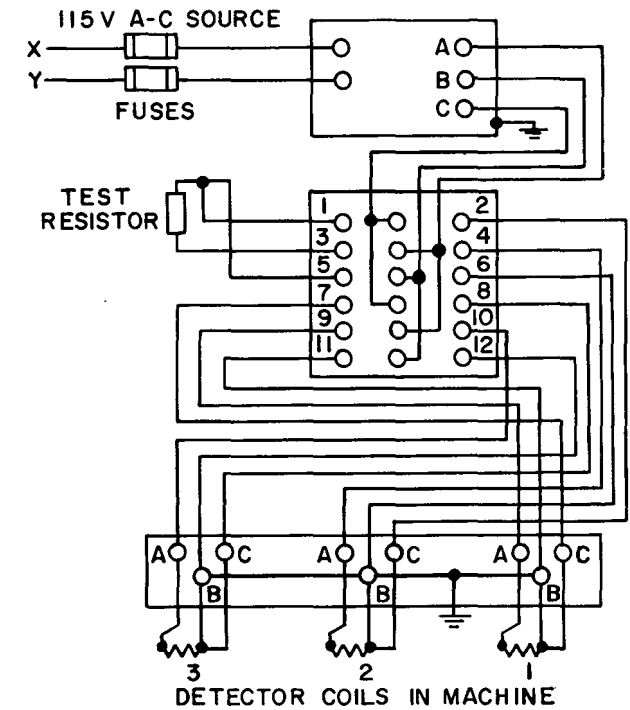 115 V A-C SOURCE
X
Y
FUSES
A
B
C
TEST
RESISTOR
1 2
3 4
5 6
7 8
9 10
11 12
A C A C A C
B B B
3 2 1
DETECTOR COILS IN MACHINE